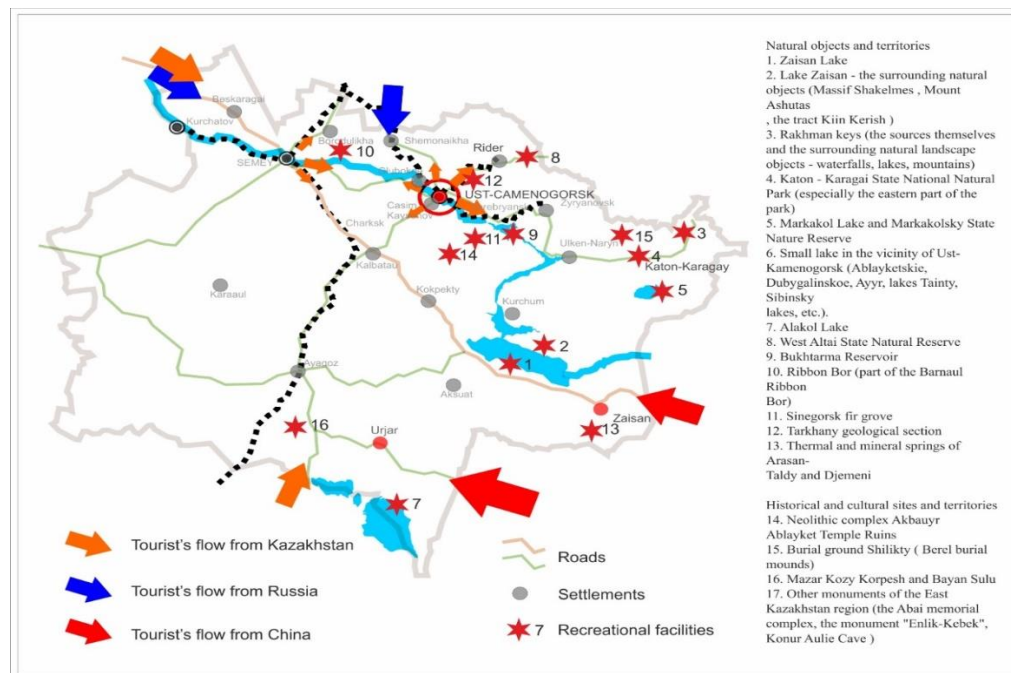 Beskaragai
Kurchatov
SEMEY
Borodulikha
10
Shemonaikha
Rider
8
12
UST-CAMENOGORSK
Casim
Kaysenov
Zyryanovsk
Charksk
11
9
14
15
3
4
Ulken-Naryn
Katon-Karagay
Kalbatau
5
Karaul
Kokpekty
Kurchum
2
1
Ayagoz
Aksuat
Zaisan
13
16
Urjar
7
Tourist's flow from Kazakhstan
Tourist's flow from Russia
Tourist's flow from China
Roads
Settlements
7 Recreational facilities
Natural objects and territories
1. Zaisan Lake
2. Lake Zaisan - the surrounding natural
objects (Massif Shakelmes , Mount
Ashutas
, the tract Kiin Kerish )
3. Rakhman keys (the sources themselves
and the surrounding natural landscape
objects - waterfalls, lakes, mountains)
4. Katon - Karagai State National Natural
Park (especially the eastern part of the
park)
5. Markakol Lake and Markakolsky State
Nature Reserve
6. Small lake in the vicinity of Ust-
Kamenogorsk (Ablayketskie,
Dubygalinskoc, Ayyr, lakes Tainty,
Sibinsky
lakes, etc.).
7. Alakol Lake
8. West Altai State Natural Reserve
9. Bukhtarma Reservoir
10. Ribbon Bor (part of the Barnaul
Ribbon
Bor)
11. Sinegorsk fir grove
12. Tarkhany geological section
13. Thermal and mineral springs of
Arasan-
Taldy and Djemeni
Historical and cultural sites and territories
14. Neolithic complex Akbauyr
Ablayket Temple Ruins
15. Burial ground Shilikty ( Berel burial
mounds)
16. Mazar Kozy Korpesh and Bayan Sulu
17. Other monuments of the East
Kazakhstan region (the Abai memorial
complex, the monument "Enlik-Kebek",
Konur Aulie Cave )